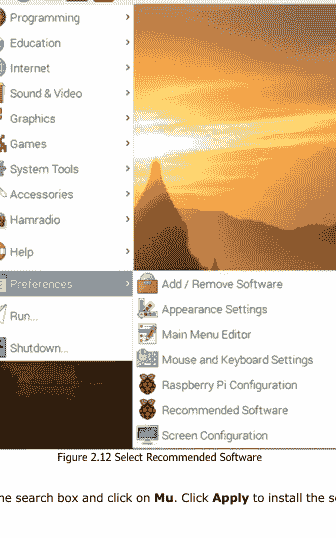 Programming
Education
Internet
Sound & Video
Graphics
Games
System Tools
Accessories
Hamradio
Help
Preferences
Run...
Shutdown...
Add / Remove Software
Appearance Settings
Main Menu Editor
Mouse and Keyboard Settings
Raspberry Pi Configuration
Recommended Software
Screen Configuration
Figure 2.12 Select Recommended Software
search box and click on Mu. Click Apply to install the